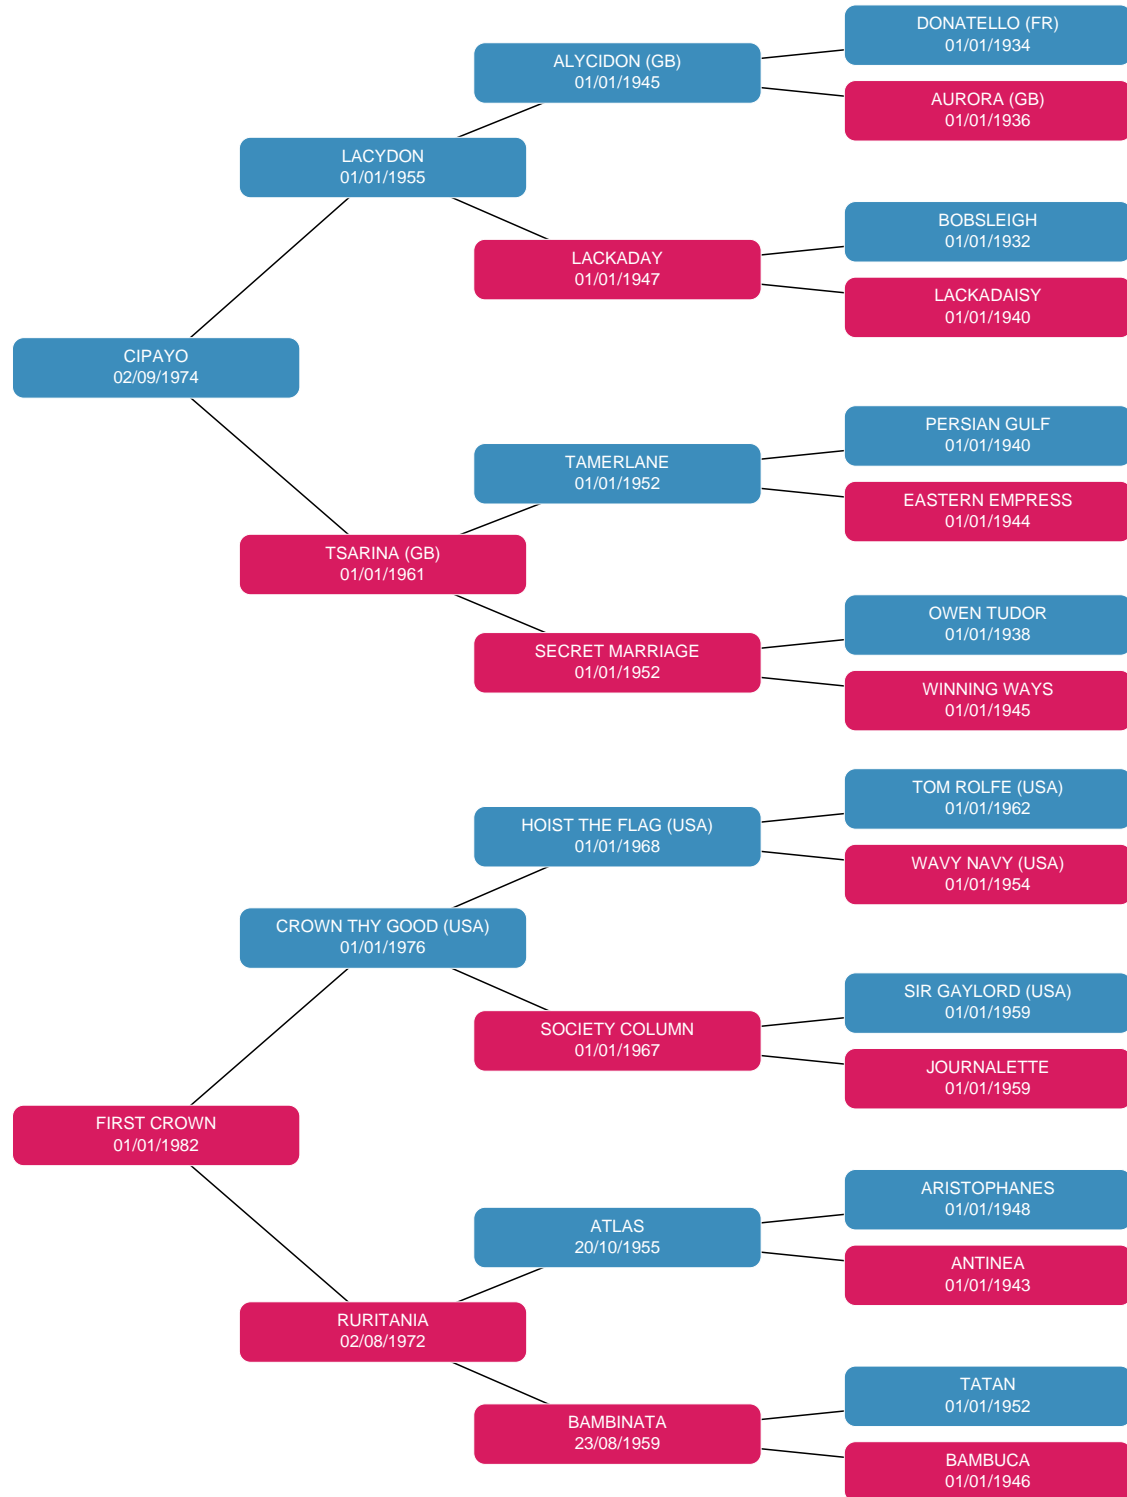 DONATELLO (FR)
01/01/1934
ALYCIDON (GB)
01/01/1945
AURORA (GB)
01/01/1936
LACYDON
01/01/1955
BOBSLEIGH
01/01/1932
LACKADAY
01/01/1947
LACKADAISY
01/01/1940
CIPAYO
02/09/1974
PERSIAN GULF
01/01/1940
TAMERLANE
01/01/1952
EASTERN EMPRESS
01/01/1944
TSARINA (GB)
01/01/1961
OWEN TUDOR
01/01/1938
SECRET MARRIAGE
01/01/1952
WINNING WAYS
01/01/1945
TOM ROLFE (USA)
01/01/1962
HOIST THE FLAG (USA)
01/01/1968
WAVY NAVY (USA)
01/01/1954
CROWN THY GOOD (USA)
01/01/1976
SIR GAYLORD (USA)
01/01/1959
SOCIETY COLUMN
01/01/1967
JOURNALETTE
01/01/1959
FIRST CROWN
01/01/1982
ARISTOPHANES
01/01/1948
ATLAS
20/10/1955
ANTINEA
01/01/1943
RURITANIA
02/08/1972
TATAN
01/01/1952
BAMBINATA
23/08/1959
BAMBUCA
01/01/1946